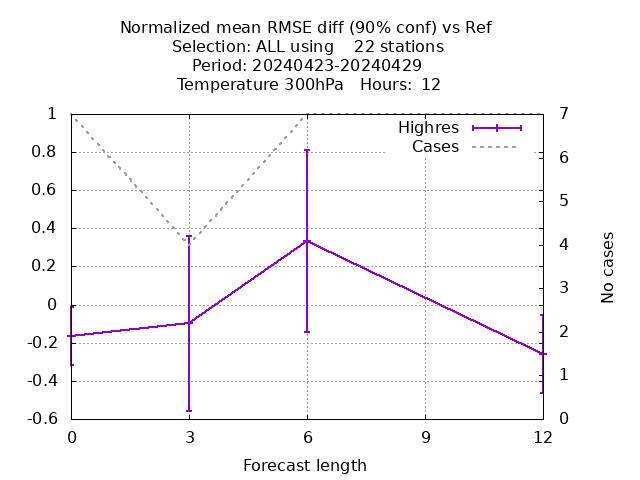 Normalized mean RMSE diff (90% conf) vs Ref
Selection: ALL using    22 stations
Period: 20240423-20240429
Temperature 300hPa   Hours:  12
Highres
Cases
1
0.8
0.6
0.4
0.2
0
-0.2
-0.4
-0.6
7
6
5
4
3
2
1
0
No cases
0 3 6 9 12
Forecast length